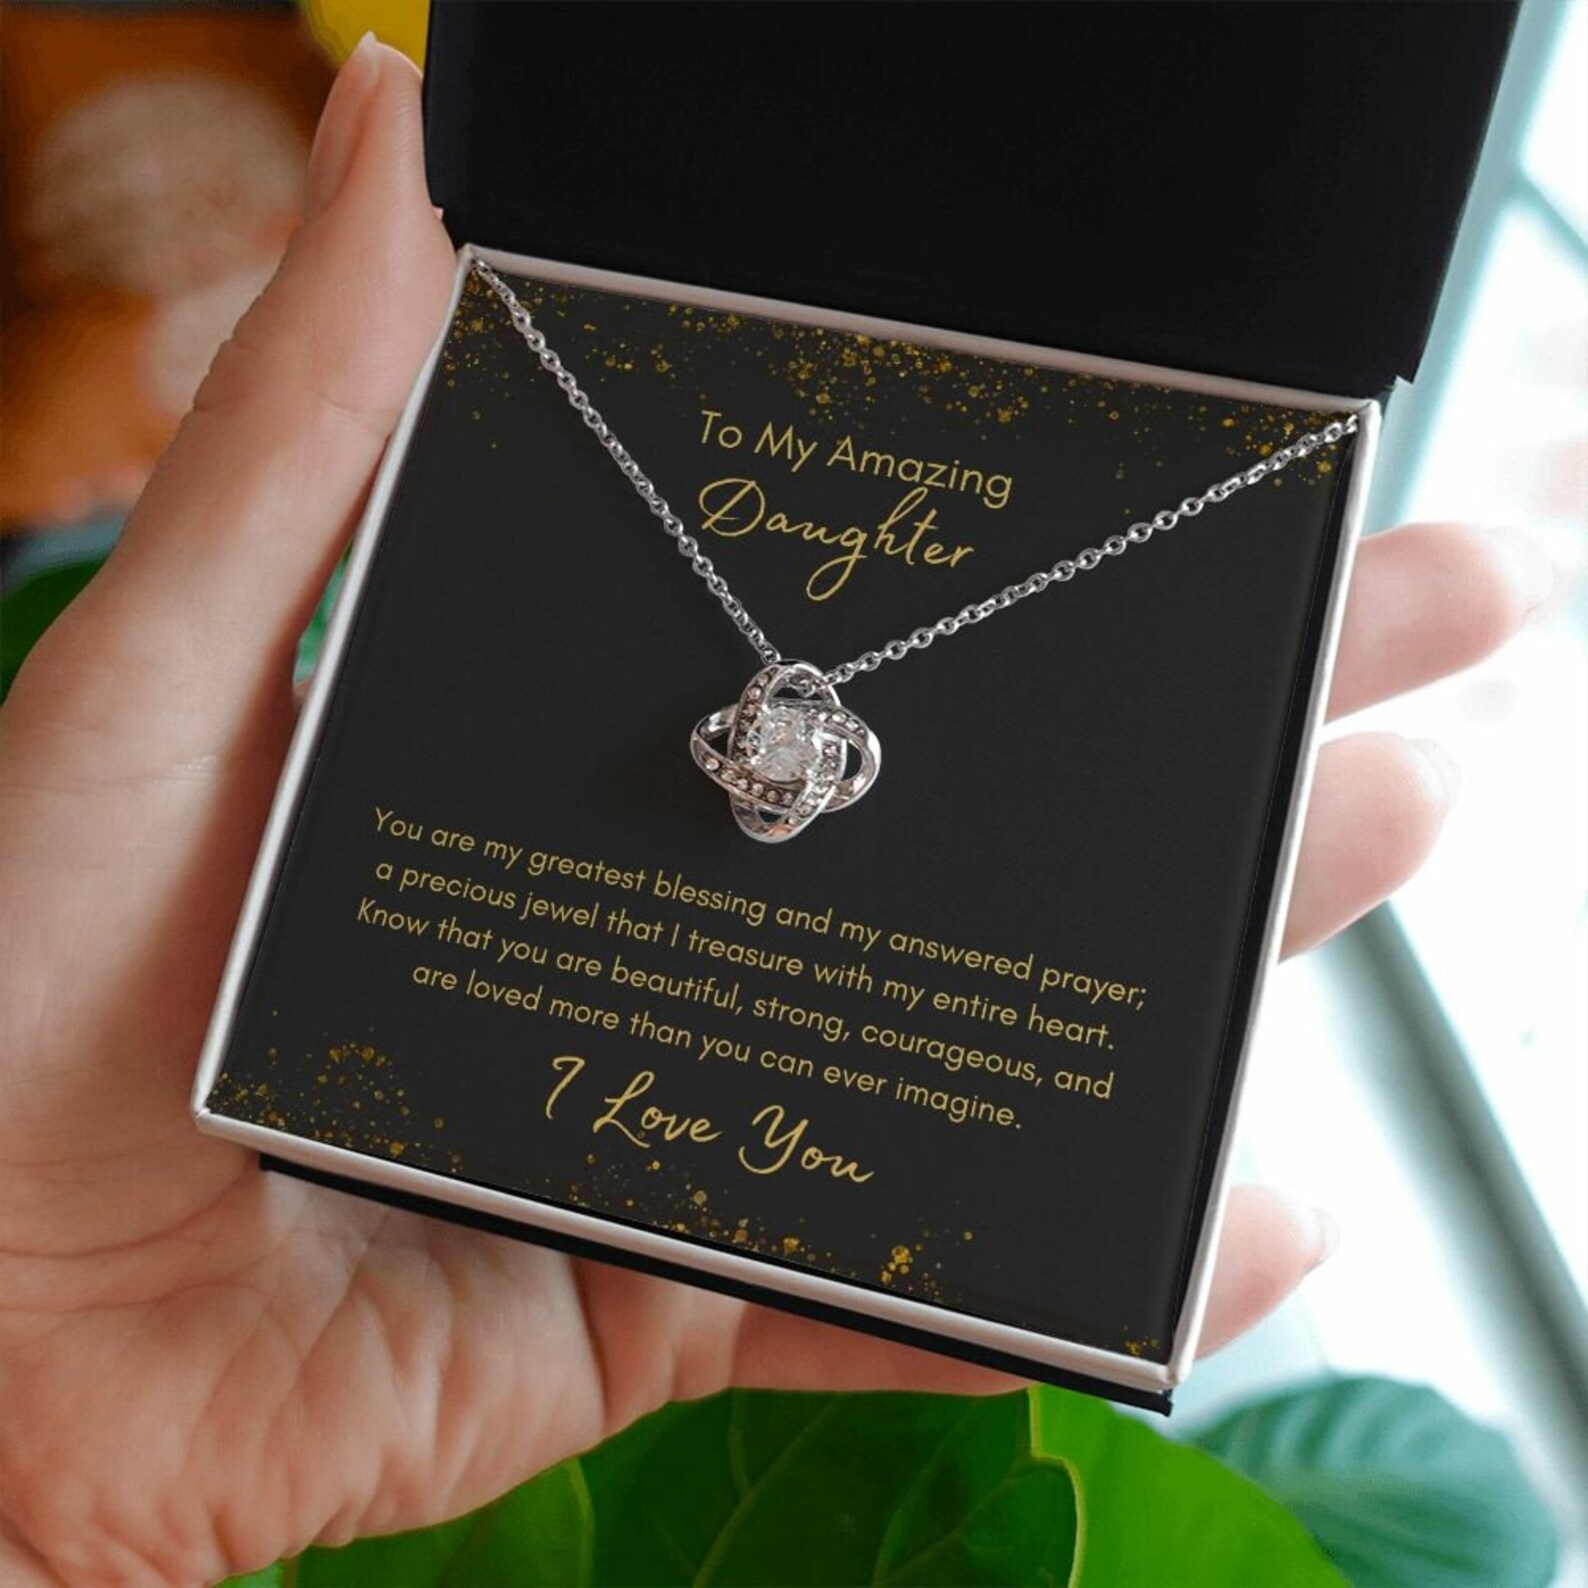 To My Amazing
Daughter
You are my greatest blessing and my answered prayer;
a precious jewel that I treasure with my entire heart.
Know that you are beautiful, strong, courageous, and
are loved more than you can ever imagine.
I Love You